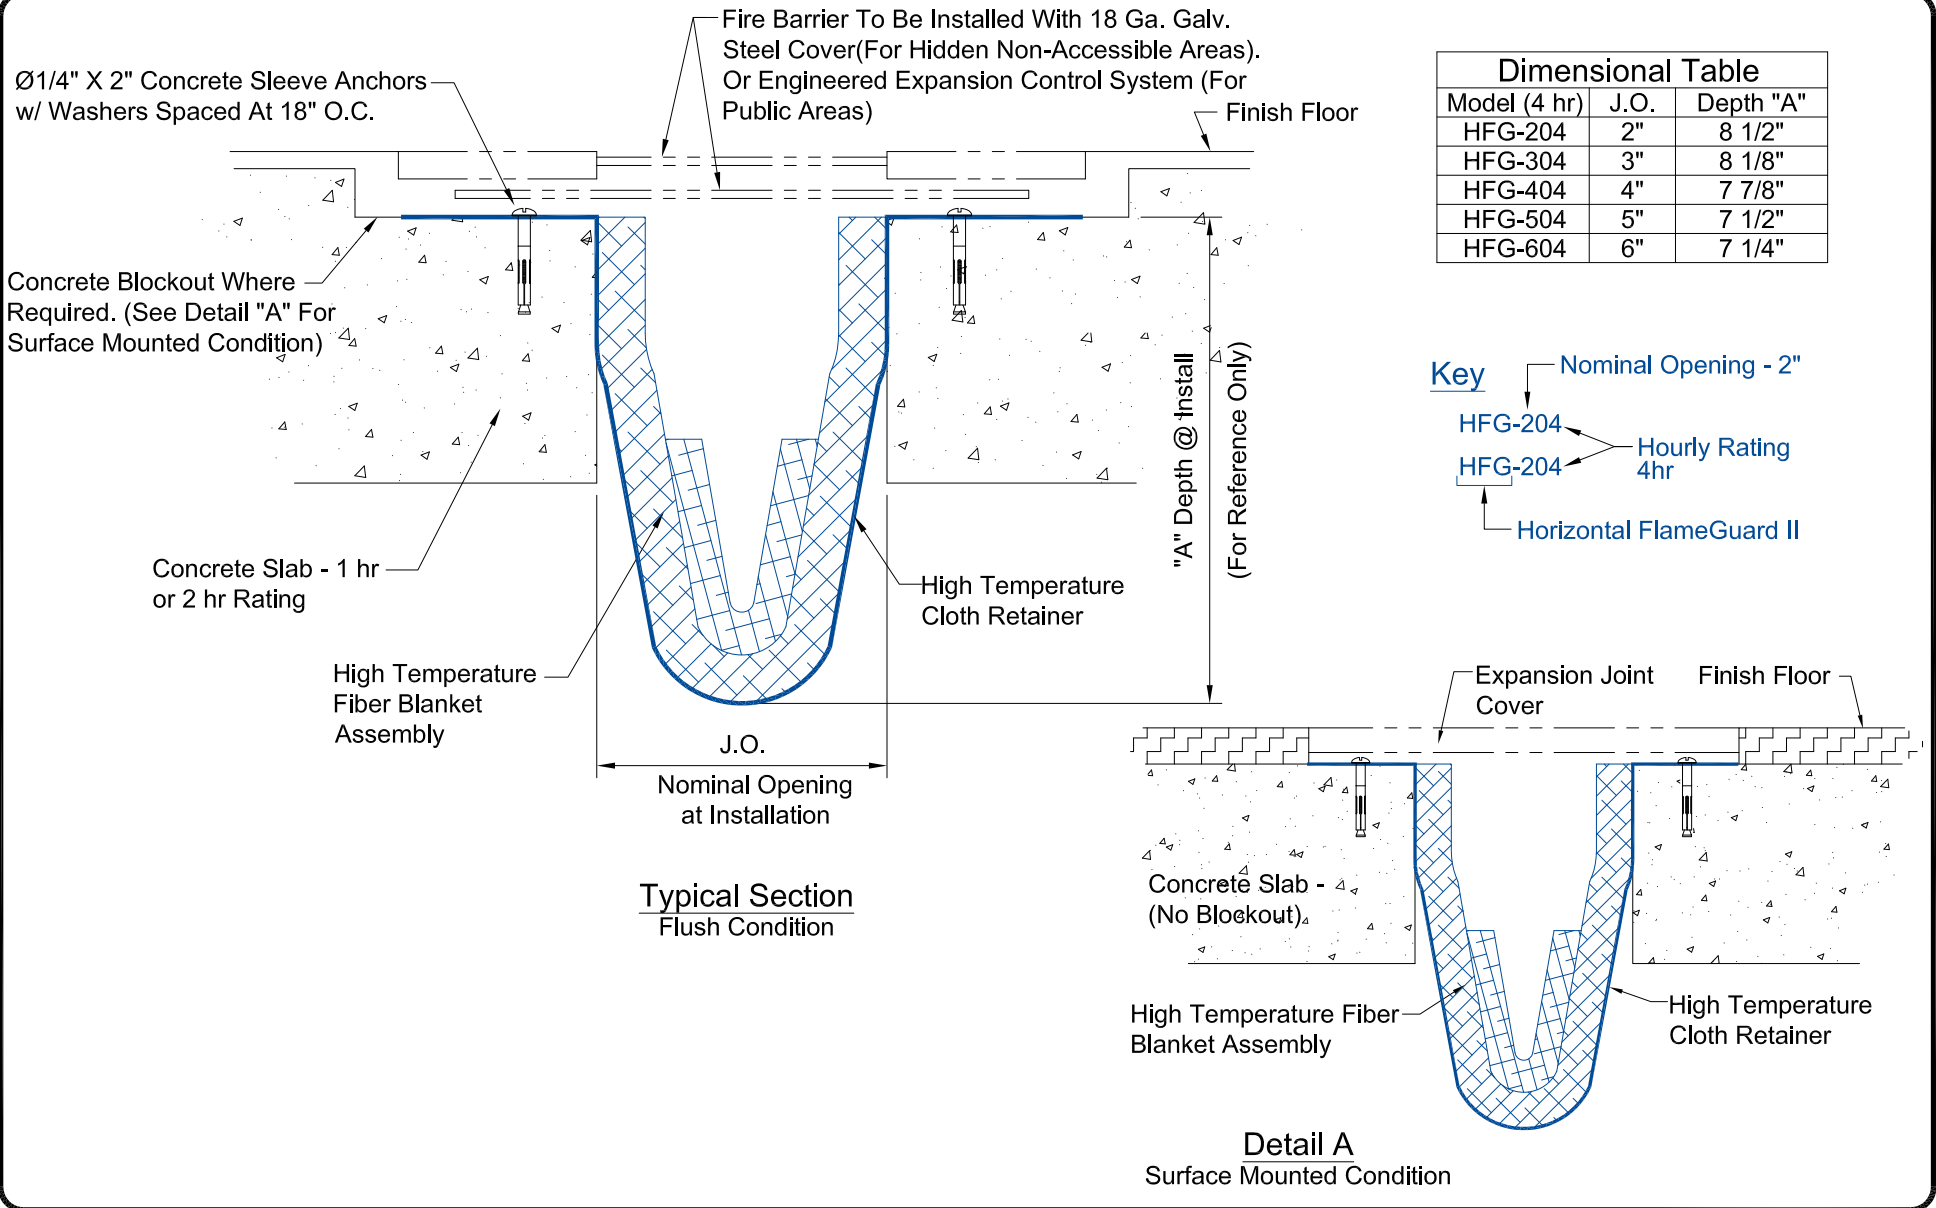 Fire Barrier To Be Installed With 18 Ga. Galv.
Steel Cover(For Hidden Non-Accessible Areas).
Or Engineered Expansion Control System (For
Public Areas)
Ø1/4" X 2" Concrete Sleeve Anchors
w/ Washers Spaced At 18" O.C.
Finish Floor
Concrete Blockout Where
Required. (See Detail "A" For
Surface Mounted Condition)
Concrete Slab - 1 hr
or 2 hr Rating
High Temperature
Fiber Blanket
Assembly
High Temperature
Cloth Retainer
"A" Depth @ Install
(For Reference Only)
J.O.
Nominal Opening
at Installation
Typical Section
Flush Condition
Dimensional Table
Model (4 hr) J.O. Depth "A"
HFG-204 2" 8 1/2"
HFG-304 3" 8 1/8"
HFG-404 4" 7 7/8"
HFG-504 5" 7 1/2"
HFG-604 6" 7 1/4"
Key
Nominal Opening - 2"
HFG-204
Hourly Rating
4hr
HFG-204
Horizontal FlameGuard II
Expansion Joint
Cover
Finish Floor
Concrete Slab -
(No Blockout)
High Temperature Fiber
Blanket Assembly
High Temperature
Cloth Retainer
Detail A
Surface Mounted Condition